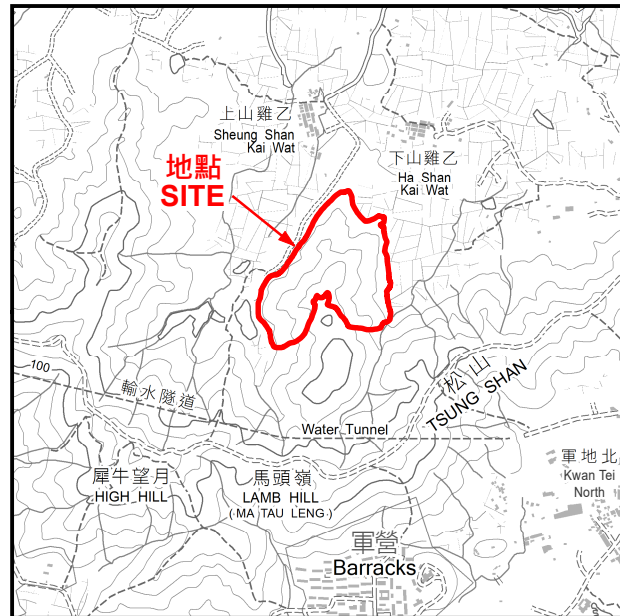 上山雞乙
Sheung Shan
Kai Wat
下山雞乙
Ha Shan
Kai Wat
地點
SITE
100
輸水隧道
Water Tunnel
松山
TSUNG SHAN
犀牛望月
HIGH HILL
馬頭嶺
LAMB HILL
( MA TAU LENG )
軍地北
Kwan Tei
North
軍營
Barracks